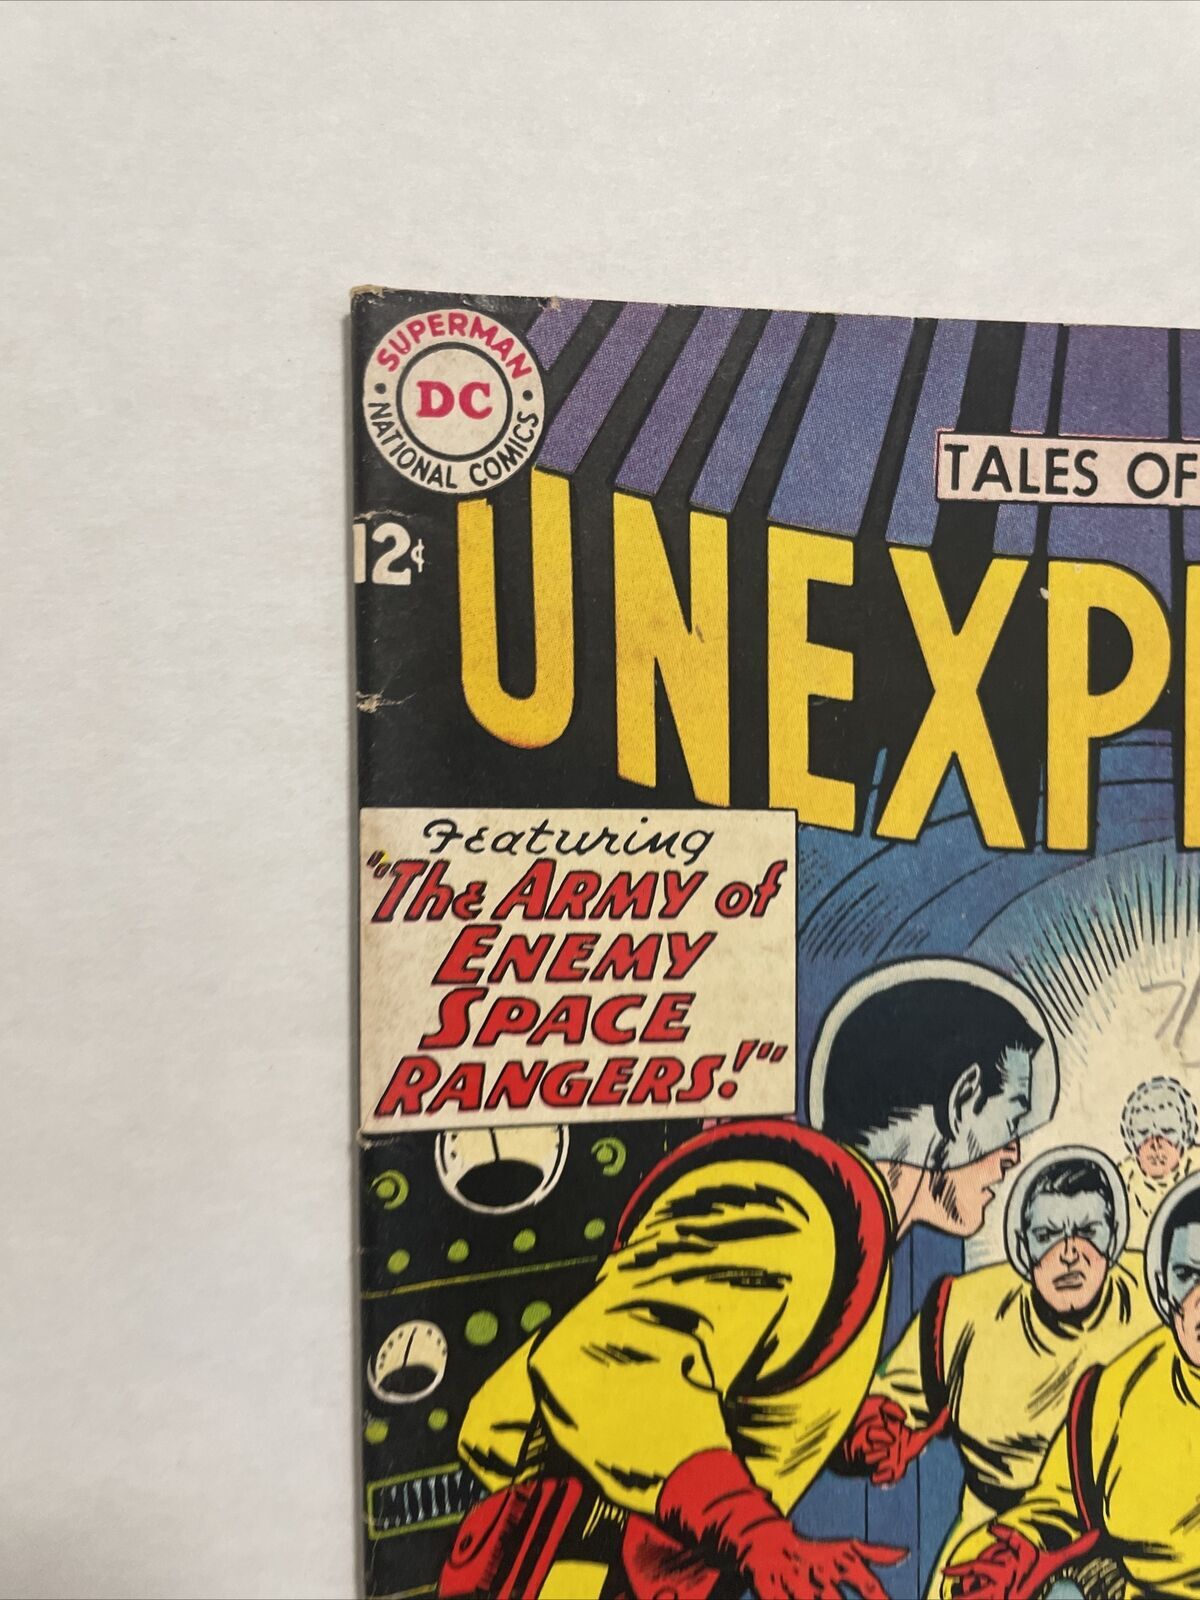 SUPERMAN
DC
NATIONAL COMICS
12¢
TALES OF
UNEXP
Featuring
"The ARMY of
ENEMY
SPACE
RANGERS!"